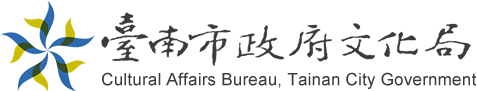 臺南市政府文化局
Cultural Affairs Bureau, Tainan City Government